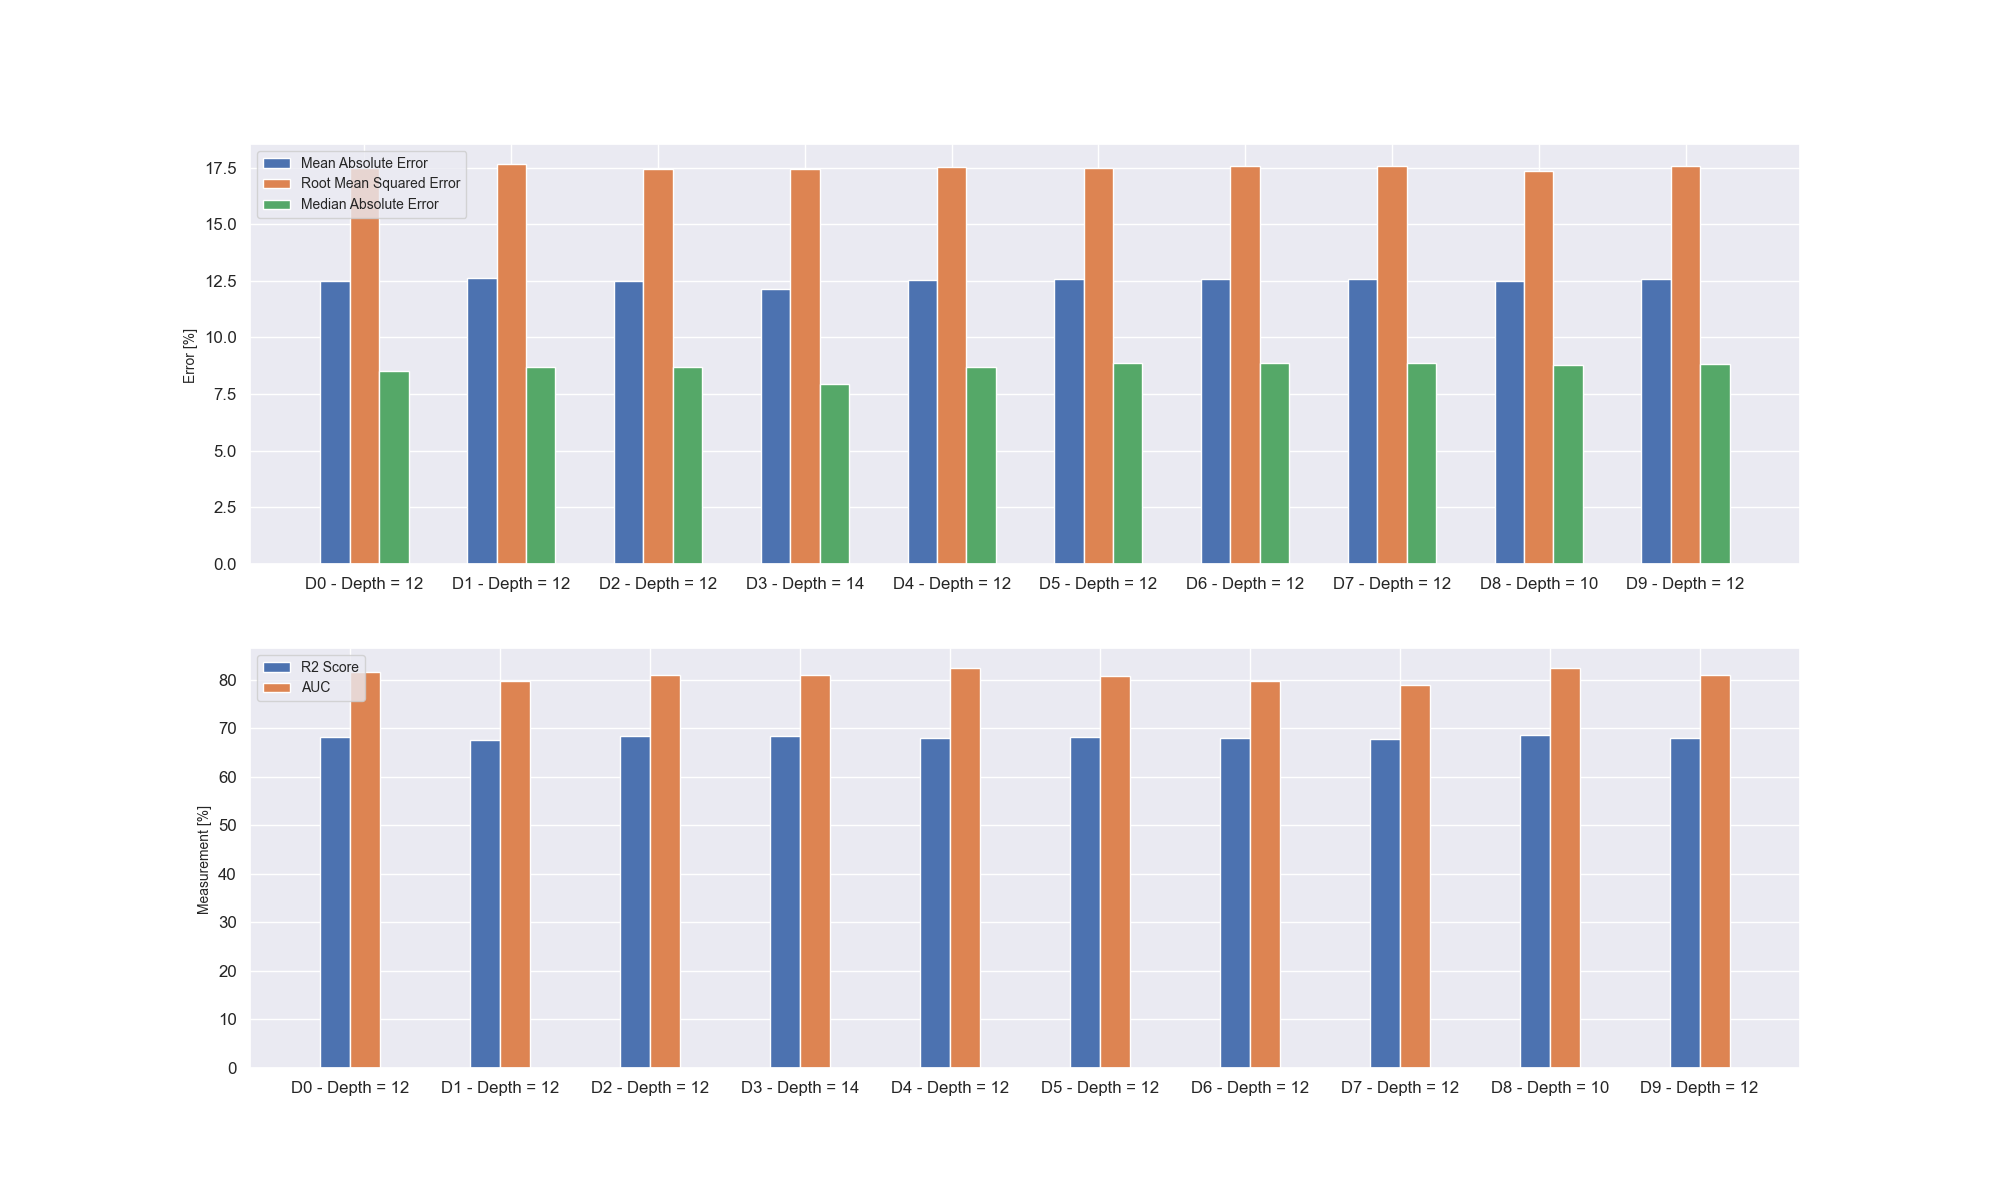 Mean Absolute Error
Root Mean Squared Error
Median Absolute Error
Error [%]
17.5
15.0
12.5
10.0
7.5
5.0
2.5
0.0
D0 - Depth = 12 D1 - Depth = 12 D2 - Depth = 12 D3 - Depth = 14 D4 - Depth = 12 D5 - Depth = 12 D6 - Depth = 12 D7 - Depth = 12 D8 - Depth = 10 D9 - Depth = 12
R2 Score
AUC
Measurement [%]
80
70
60
50
40
30
20
10
0
D0 - Depth = 12 D1 - Depth = 12 D2 - Depth = 12 D3 - Depth = 14 D4 - Depth = 12 D5 - Depth = 12 D6 - Depth = 12 D7 - Depth = 12 D8 - Depth = 10 D9 - Depth = 12